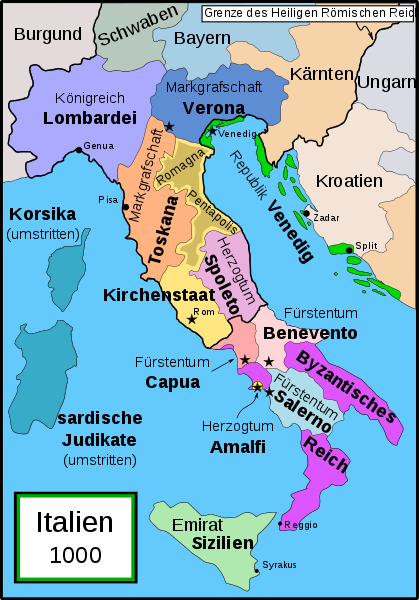 Grenze des Heiligen Römischen Reich
Burgund
Schwaben
Bayern
Kärnten
Ungarn
Königreich
Lombardei
Markgrafschaft
Verona
Venedig
Genua
Romagna
Pentapolis
Markgrafschaft
Toskana
Pisa
Republik
Venedig
Kroatien
Zadar
Split
Korsika
(umstritten)
Herzogtum
Spoleto
Kirchenstaat
Rom
Fürstentum
Benevento
Fürstentum
Capua
Byzantisches
Reich
Fürstentum
Salerno
Herzogtum
Amalfi
sardische
Judikate
(umstritten)
Reggio
Emirat
Sizilien
Syrakus
Italien
1000